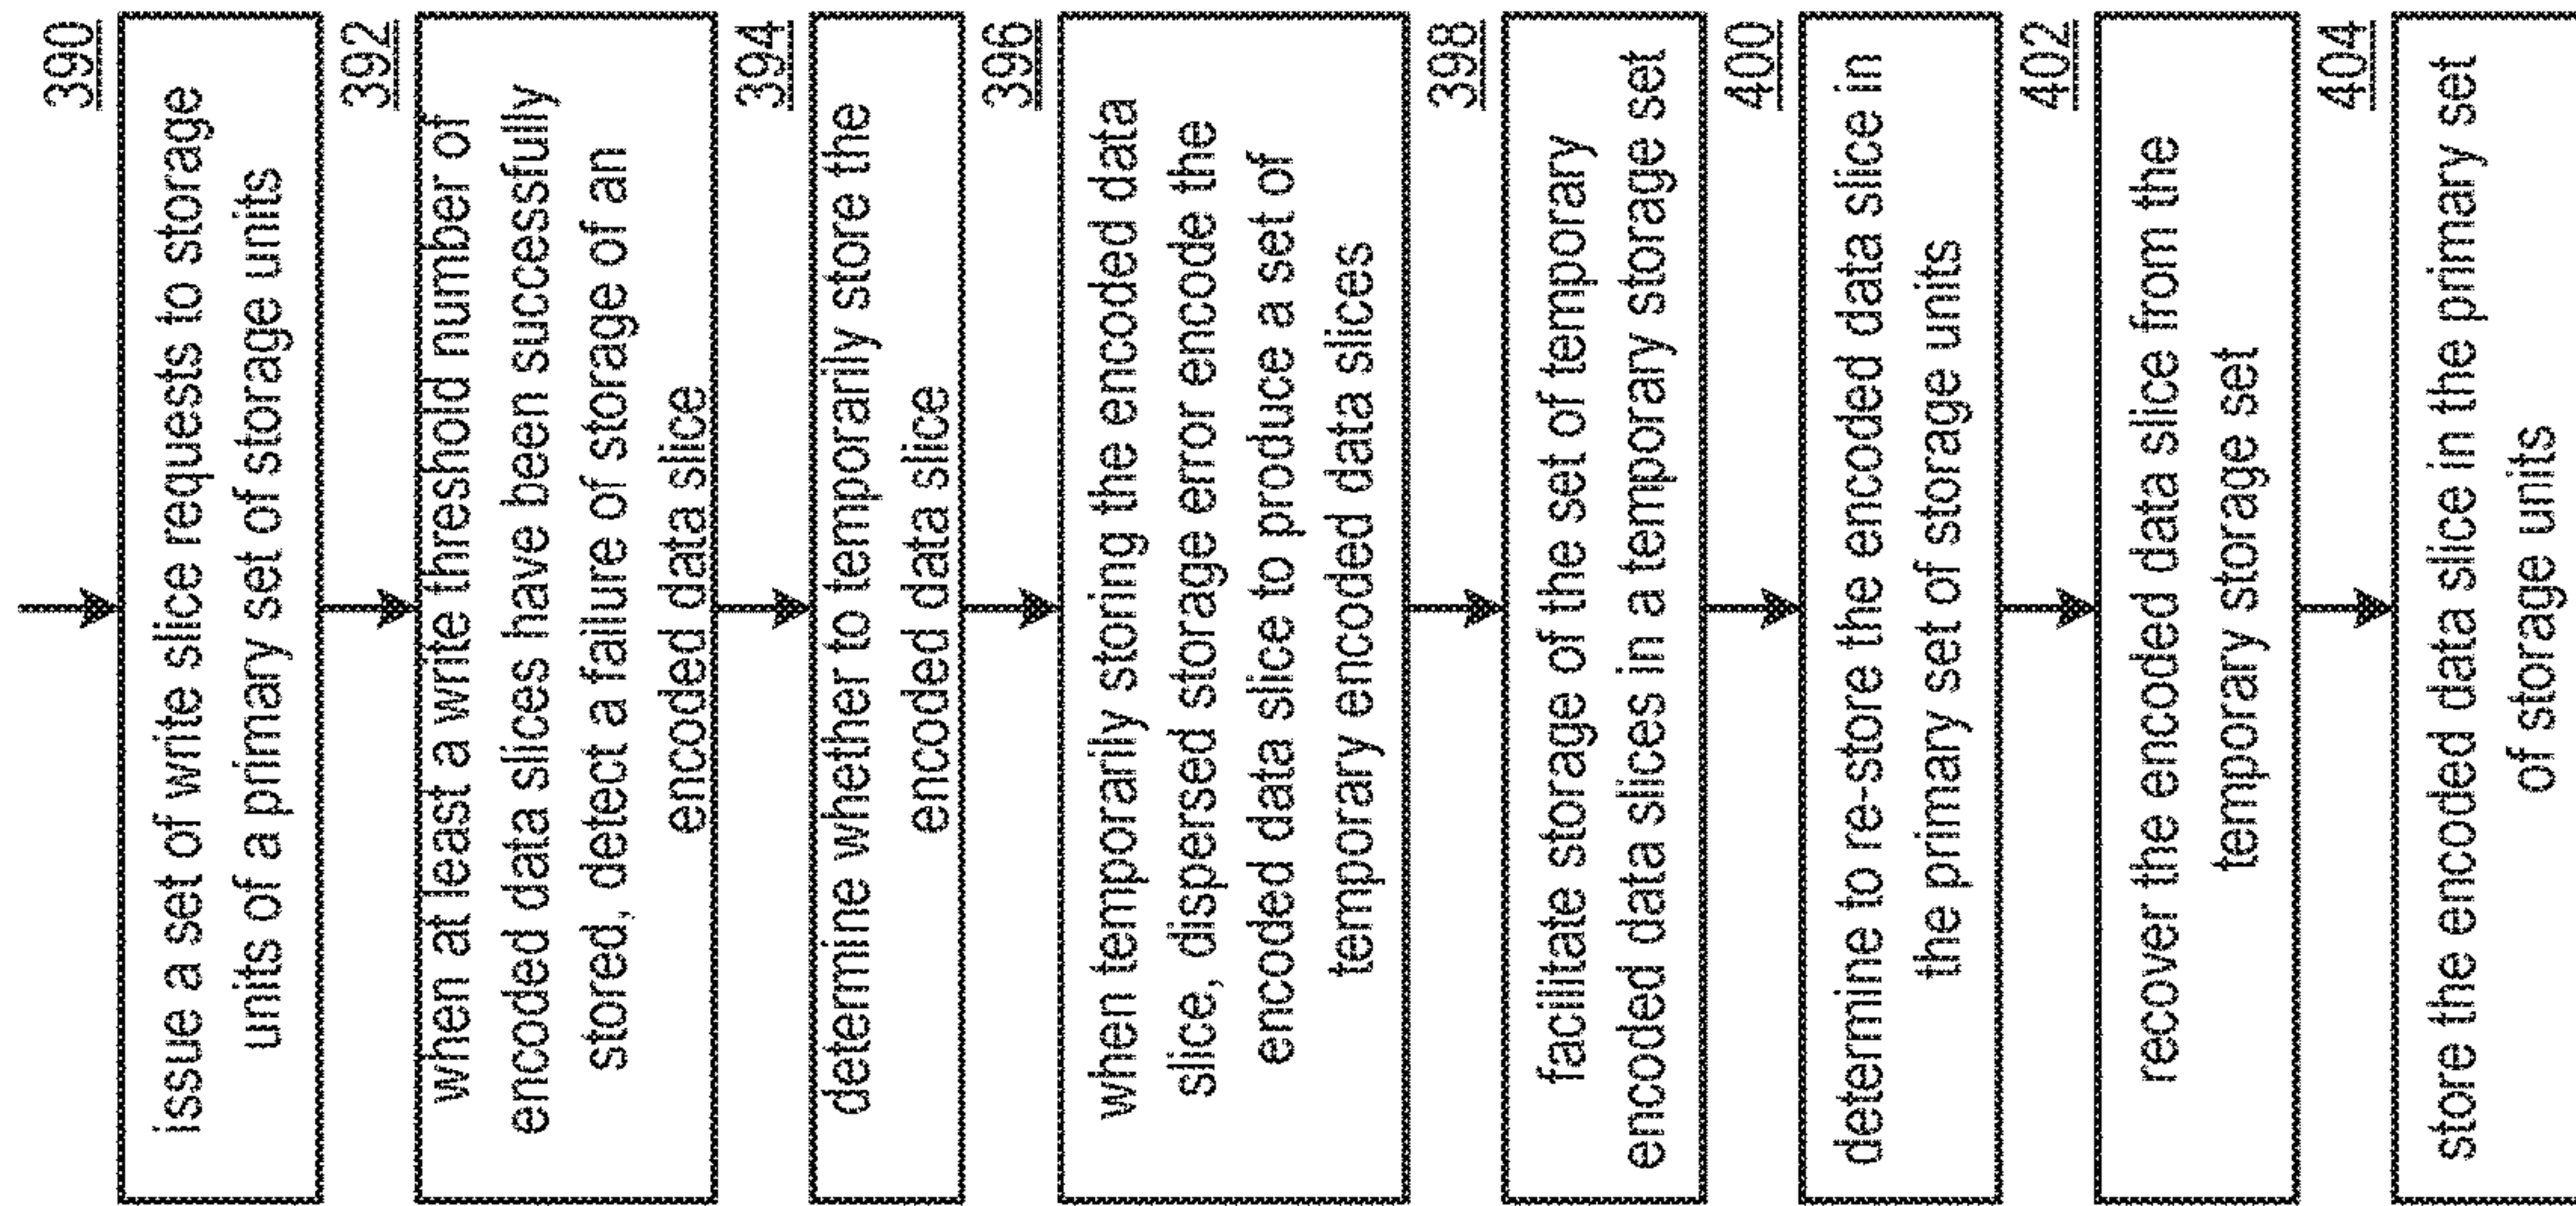 390
issue a set of write slice requests to storage
units of a primary set of storage units
392
when at least a write threshold number of
encoded data slices have been successfully
stored, detect a failure of storage of an
encoded data slice
394
determine whether to temporarily store the
encoded data slice
396
when temporarily storing the encoded data
slice, dispersed storage error encode the
encoded data slice to produce a set of
temporary encoded data slices
398
facilitate storage of the set of temporary
encoded data slices in a temporary storage set
400
determine to re-store the encoded data slice in
the primary set of storage units
402
recover the encoded data slice from the
temporary storage set
404
store the encoded data slice in the primary set
of storage units